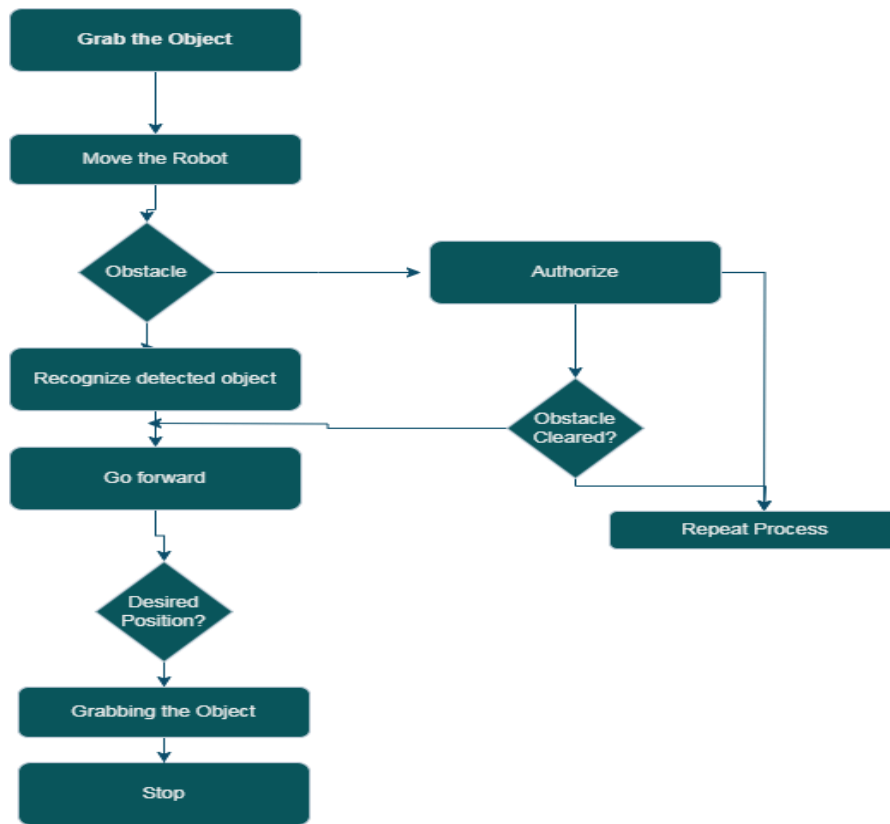 Grab the Object
Move the Robot
Obstacle
Authorize
Recognize detected object
Obstacle
Cleared?
Go forward
Repeat Process
Desired
Position?
Grabbing the Object
Stop